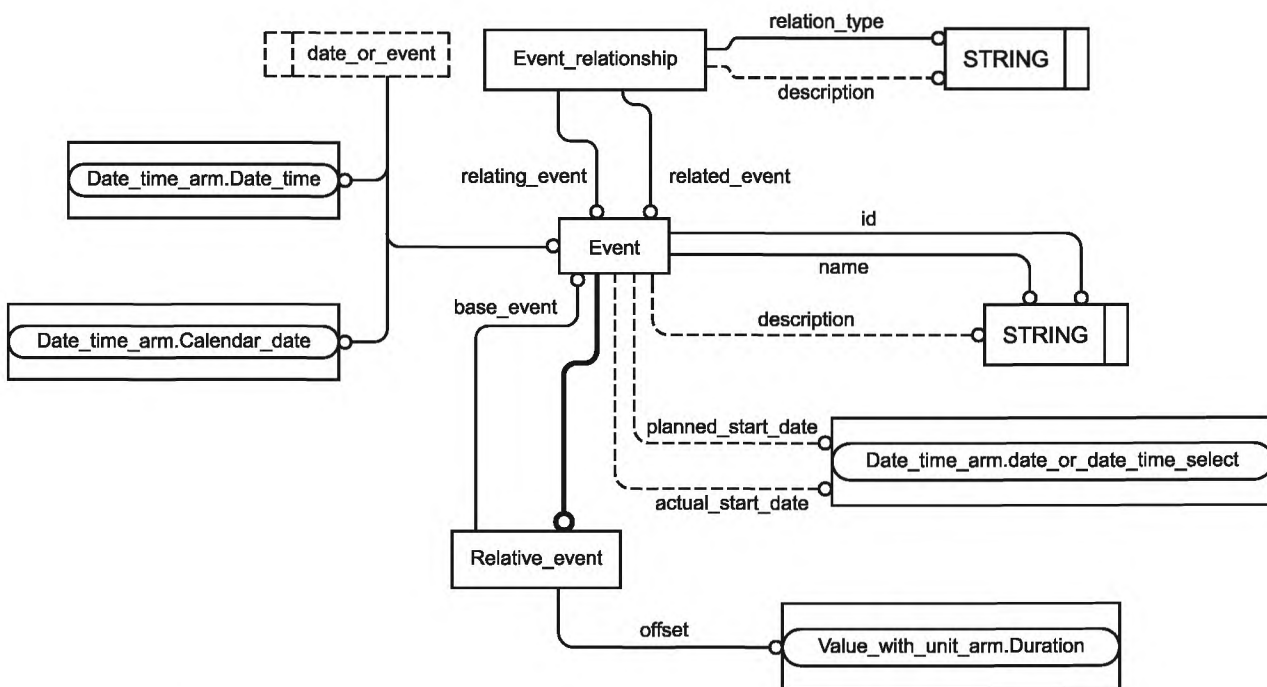 relation_type
date_or_event
Event_relationship
STRING
description
Date_time_arm.Date_time
relating_event
related_event
id
Event
name
base_event
description
STRING
Date_time_arm.Calendar_date
planned_start_date
Date_time_arm.date_or_date_time_select
actual_start_date
Relative_event
offset
Value_with_unit_arm.Duration